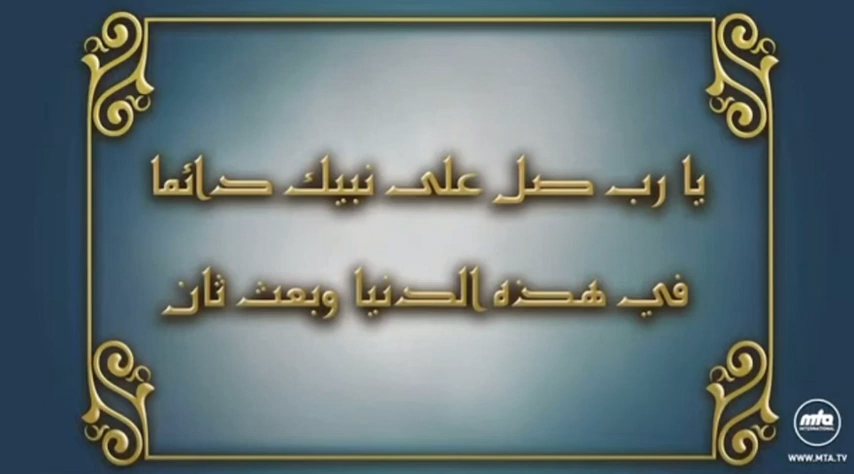 يا رب صل على نبيك دائما
في هذه الدنيا وبعث ثان
mta
INTERNATIONAL
WWW.MTA.TV